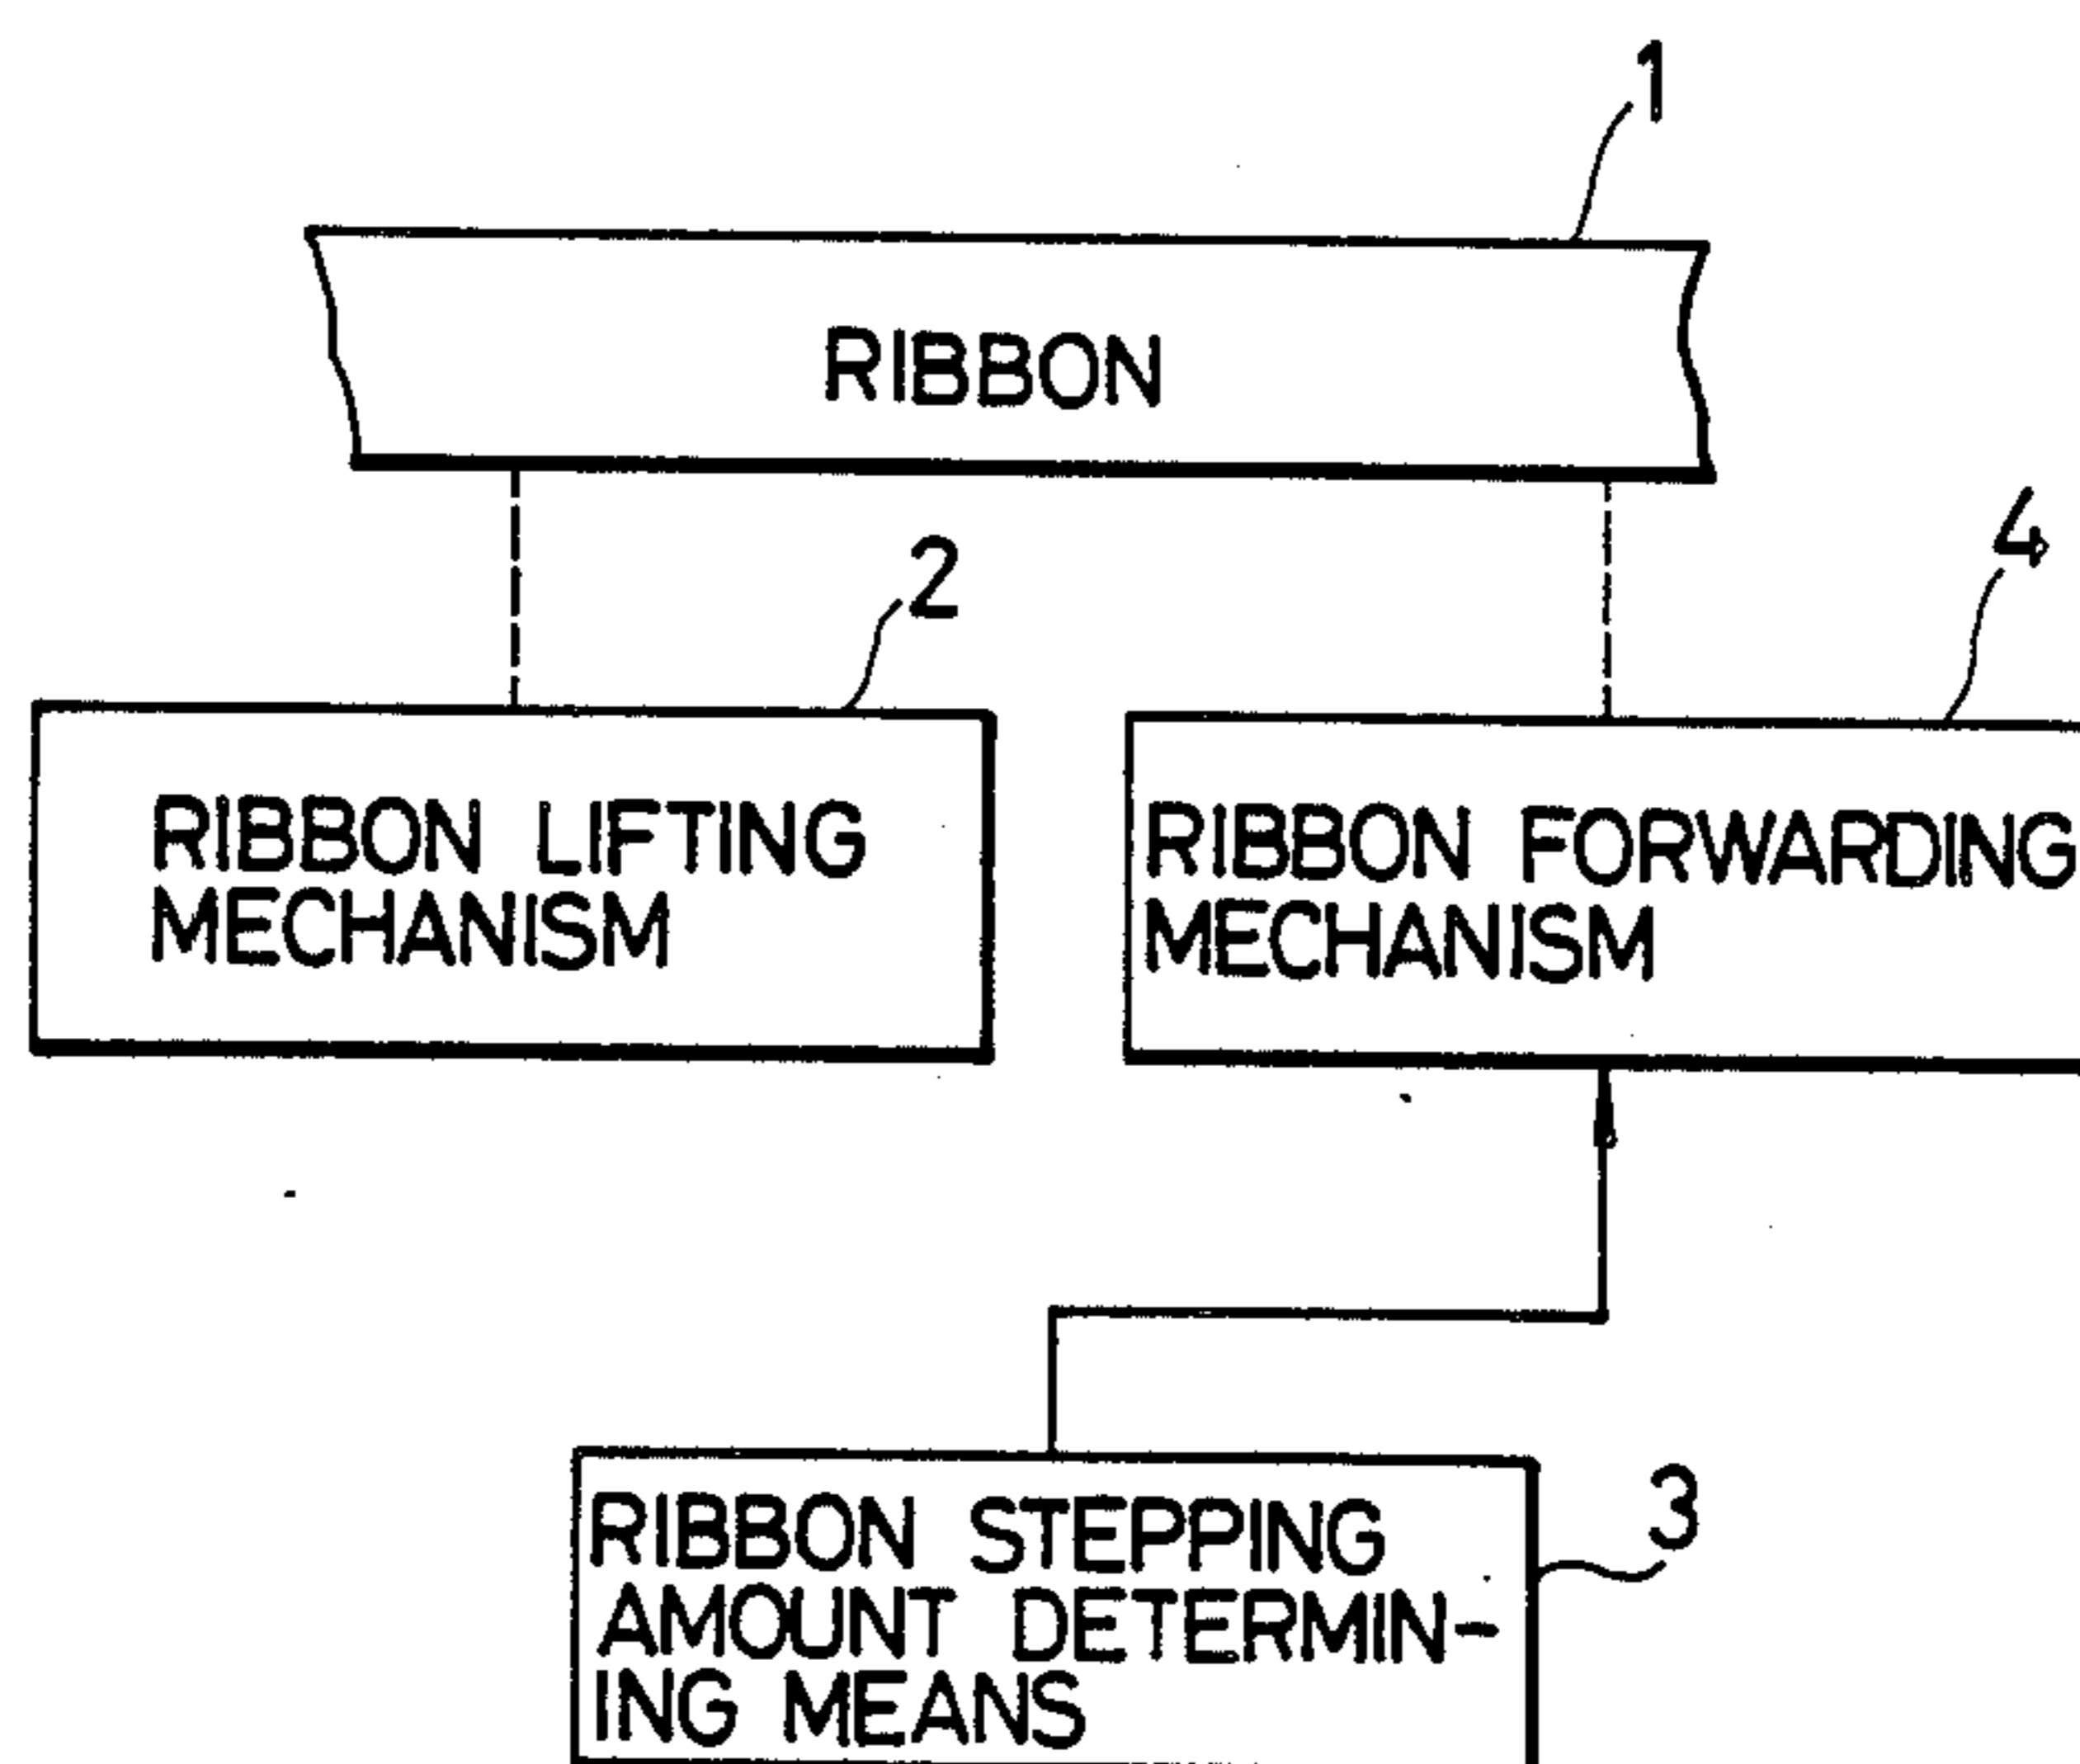 1
RIBBON
2
4
RIBBON LIFTING
MECHANISM
RIBBON FORWARDING
MECHANISM
3
RIBBON STEPPING
AMOUNT DETERMIN-
ING MEANS